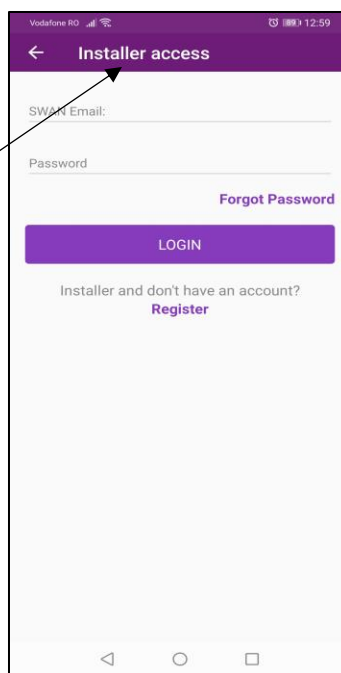 Vodafone RO 89 12:59
Installer access
SWAN Email:
Password
Forgot Password
LOGIN
Installer and don't have an account?
Register